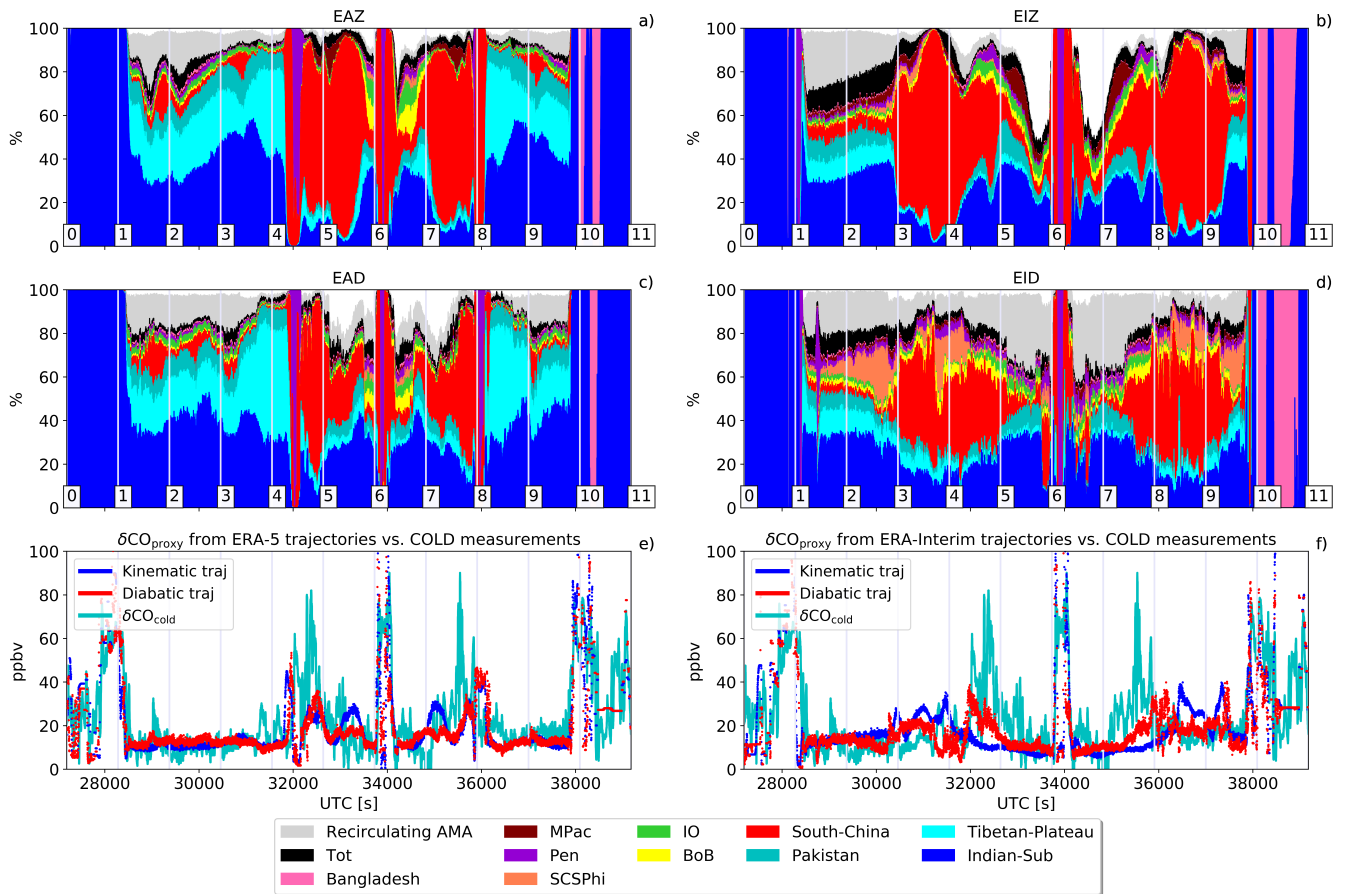 EAZ
a)
EIZ
b)
100
80
60
40
20
0
%
0 1 2 3 4 5 6 7 8 9 10 11
100
80
60
40
20
0
%
0 1 2 3 4 5 6 7 8 9 10 11
EAD
c)
EID
d)
100
80
60
40
20
0
%
0 1 2 3 4 5 6 7 8 9 10 11
100
80
60
40
20
0
%
0 1 2 3 4 5 6 7 8 9 10 11
δCOproxy from ERA-5 trajectories vs. COLD measurements
e)
δCOproxy from ERA-Interim trajectories vs. COLD measurements
f)
100
80
60
40
20
0
ppbv
Kinematic traj
Diabatic traj
δCOcold
28000 30000 32000 34000 36000 38000
UTC [s]
100
80
60
40
20
0
ppbv
Kinematic traj
Diabatic traj
δCOcold
28000 30000 32000 34000 36000 38000
UTC [s]
Recirculating AMA MPac IO South-China Tibetan-Plateau
Tot Pen BoB Pakistan Indian-Sub
Bangladesh SCSPhi